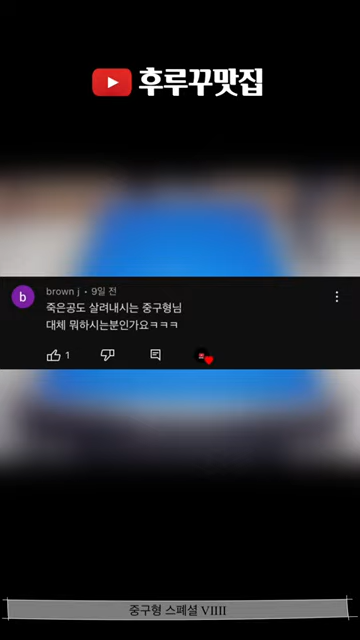 후루꾸맛집
brown j • 9일 전
죽은공도 살려내시는 중구형님
대체 뭐하시는분인가요ㅋㅋㅋ
1
중구형 스폐셜 VIIII